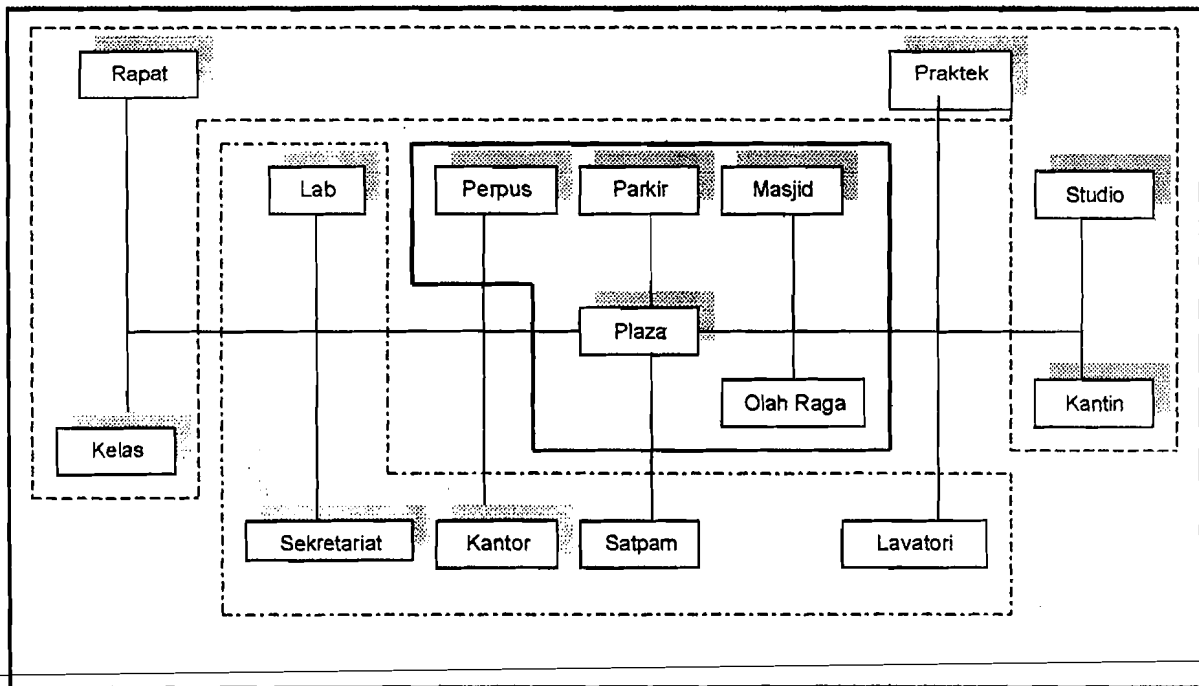 Rapat
Praktek
Lab
Perpus
Parkir
Masjid
Studio
Plaza
Olah Raga
Kantin
Kelas
Sekretariat
Kantor
Satpam
Lavatori